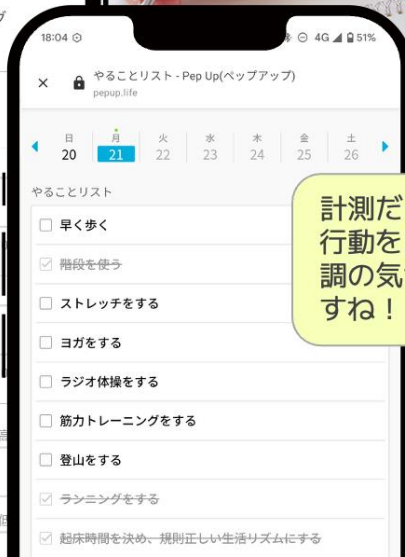 18:04
4G 51%
やることリスト - Pep Up(ペップアップ)
pepup.life
日 月 火 水 木 金 土
20 21 22 23 24 25 26
やることリスト
早く歩く
階段を使う
計測だ
行動を
調の気
すね！
ストレッチをする
ヨガをする
ラジオ体操をする
筋力トレーニングをする
登山をする
ランニングをする
起床時間を決め、規則正しい生活リズムにする